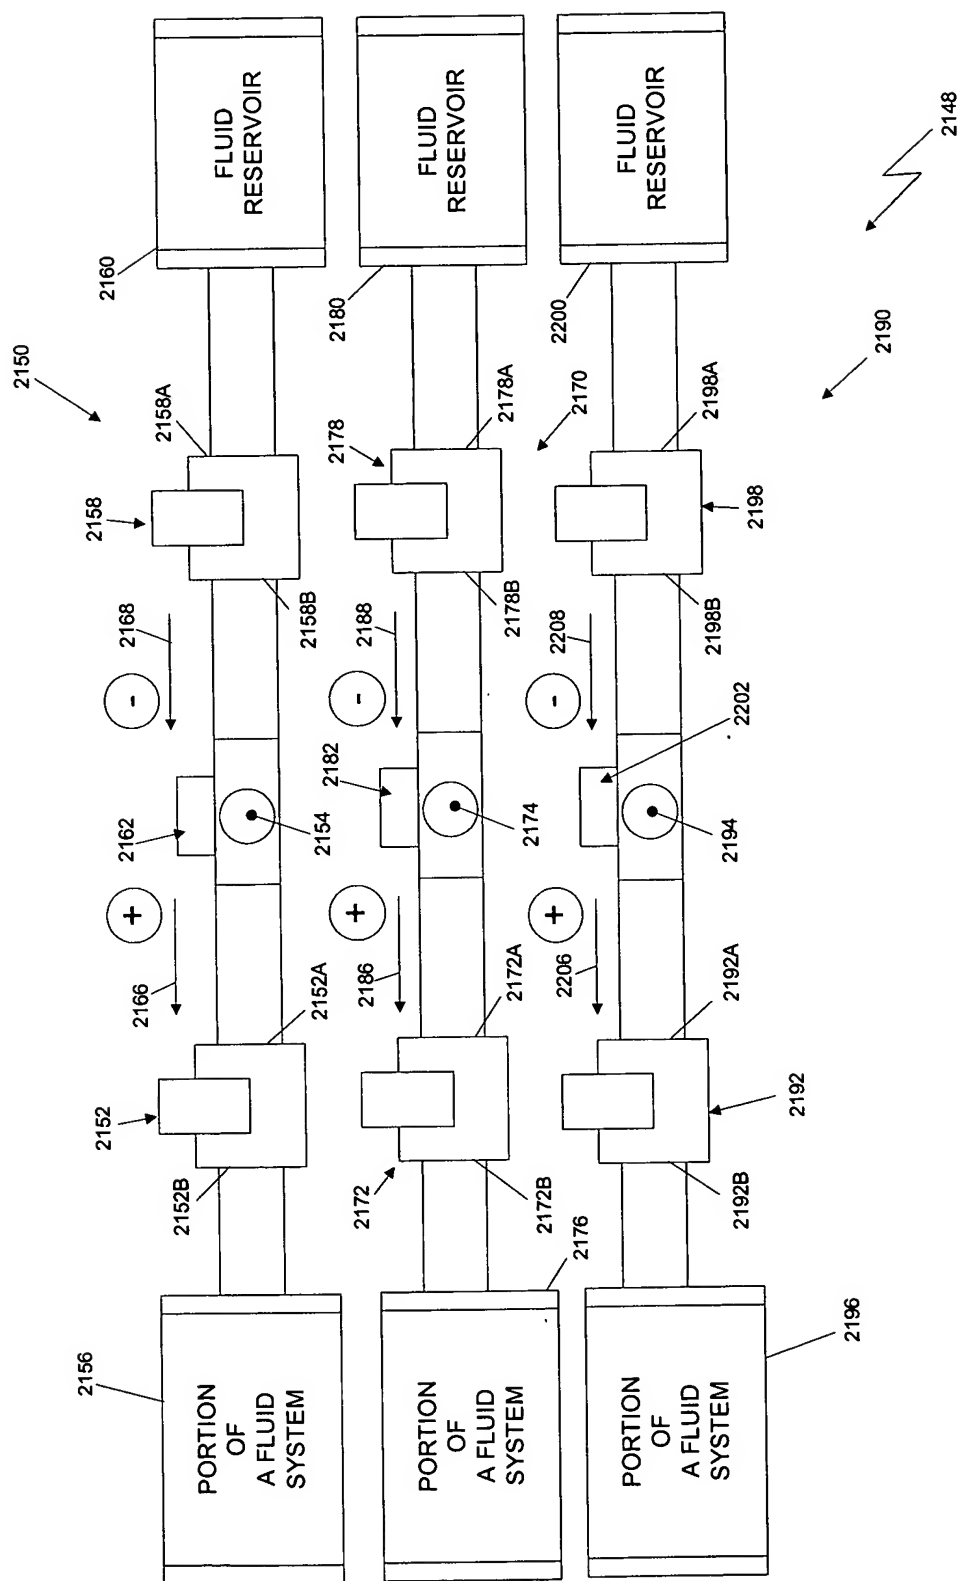 2150
2156
2152
2162
2158
2160
2166
+
-
2168
2152B
2152A
2154
2158B
2158A
PORTION
OF
A FLUID
SYSTEM
FLUID
RESERVOIR
2172
2186
+
2182
-
2188
2178
2180
2176
2172B
2172A
2174
2178B
2178A
2170
PORTION
OF
A FLUID
SYSTEM
FLUID
RESERVOIR
2206
+
-
2208
2200
2192B
2192A
2194
2202
2198B
2198A
2192
2198
2196
PORTION
OF
A FLUID
SYSTEM
FLUID
RESERVOIR
2190
2148